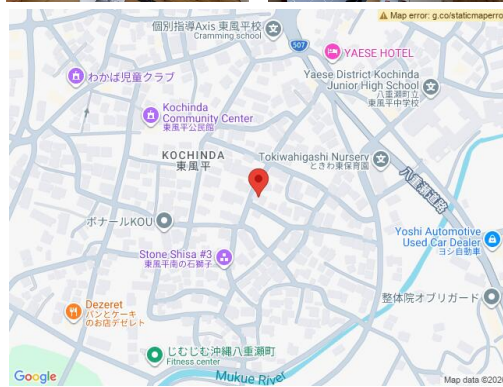 個別指導Axis 東風平校
Cramming school
Map error: g.co/staticmaperro
507
YAESE HOTEL
わかば児童クラブ
Yaese District Kochinda
Junior High School
八重瀬町立
東風平中学校
Kochinda
Community Center
東風平公民館
KOCHINDA
東風平
Tokiwahigashi Nursery
ときわ東保育園
八重瀬道路
ボナールKOU
Yoshi Automotive
Used Car Dealer
ヨシ自動車
Stone Shisa #3
東風平南の石獅子
整体院オブリガード
Dezeret
パンとケーキ
のお店デゼレト
じむじむ沖縄八重瀬町
Fitness center
Mukue River
Google
Map data ©202